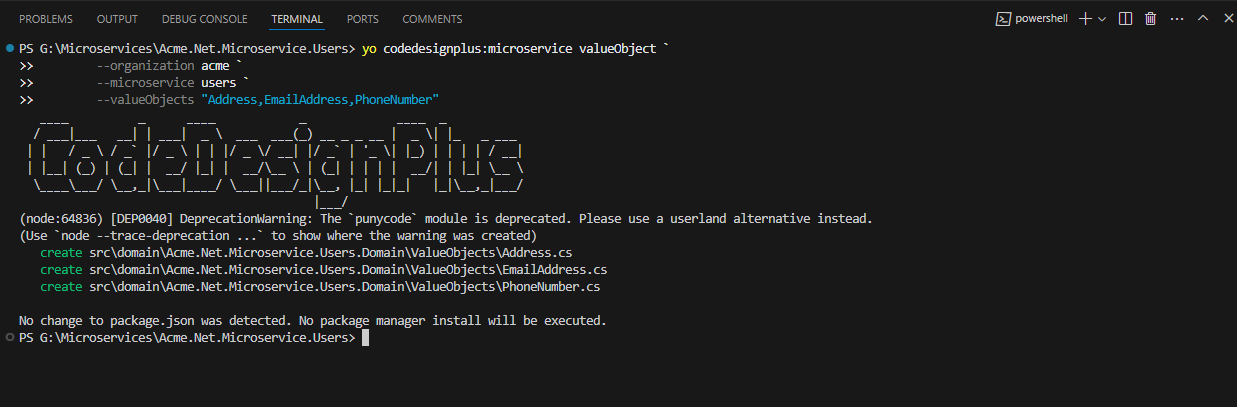 PROBLEMS OUTPUT DEBUG CONSOLE TERMINAL PORTS COMMENTS powershell
PS G:\Microservices\Acme.Net.Microservice.Users> yo codedesignplus:microservice valueObject `
>> --organization acme `
>> --microservice users `
>> --valueObjects "Address,EmailAddress,PhoneNumber"
CodeDesignPlus
(node:64836) [DEP0040] DeprecationWarning: The `punycode` module is deprecated. Please use a userland alternative instead.
(Use `node --trace-deprecation ...` to show where the warning was created)
create src\domain\Acme.Net.Microservice.Users.Domain\ValueObjects\Address.cs
create src\domain\Acme.Net.Microservice.Users.Domain\ValueObjects\EmailAddress.cs
create src\domain\Acme.Net.Microservice.Users.Domain\ValueObjects\PhoneNumber.cs
No change to package.json was detected. No package manager install will be executed.
PS G:\Microservices\Acme.Net.Microservice.Users>